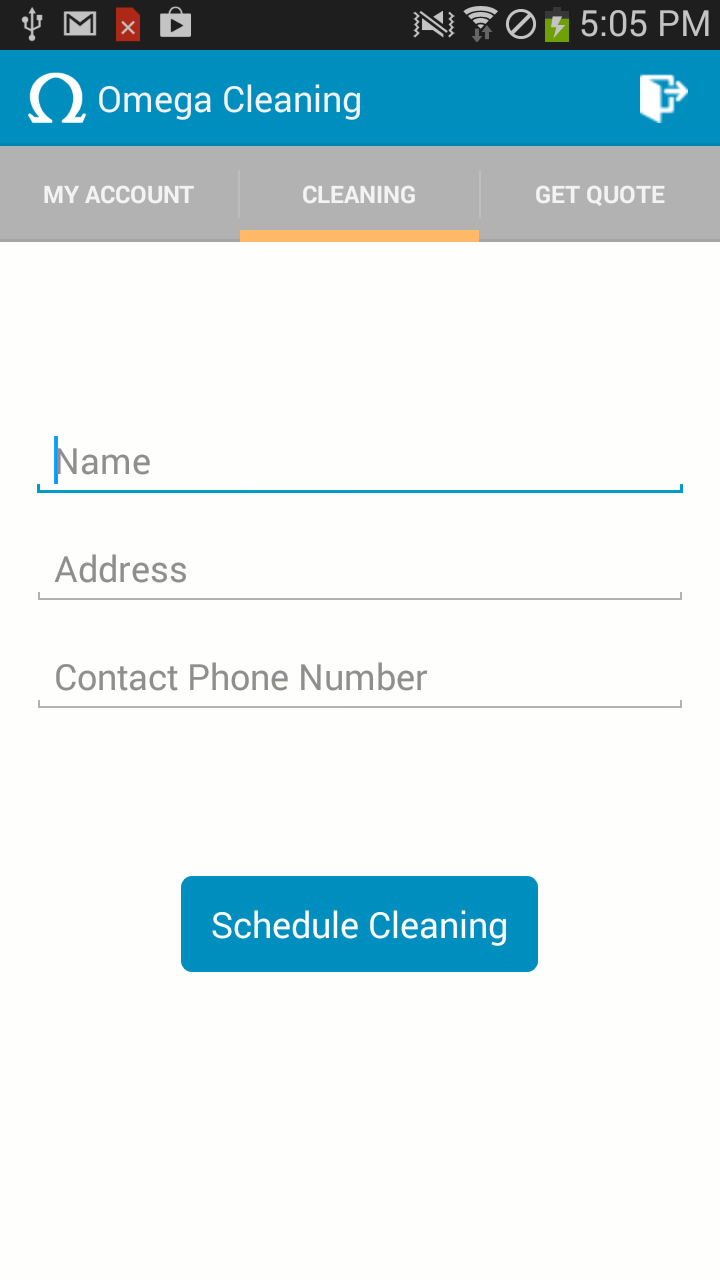 5:05 PM
Omega Cleaning
MY ACCOUNT
CLEANING
GET QUOTE
Name
Address
Contact Phone Number
Schedule Cleaning